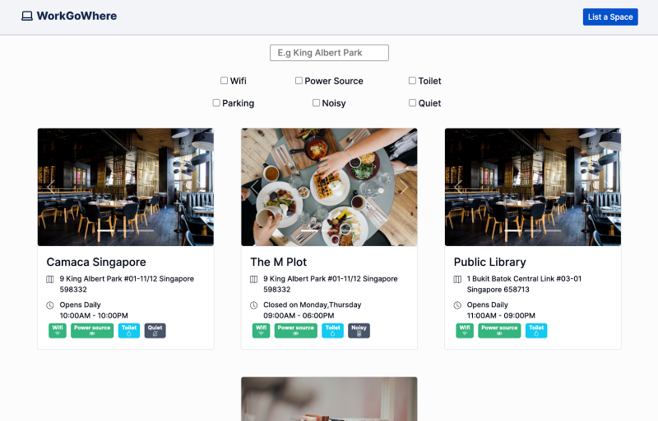 WorkGoWhere
List a Space
E.g King Albert Park
Wifi
Power Source
Toilet
Parking
Noisy
Quiet
Camaca Singapore
9 King Albert Park #01-11/12 Singapore
598332
Opens Daily
10:00AM - 10:00PM
Wifi
Power source
Toilet
Quiet
The M Plot
9 King Albert Park #01-11/12 Singapore
598332
Closed on Monday,Thursday
09:00AM - 06:00PM
Wifi
Power source
Toilet
Noisy
Public Library
1 Bukit Batok Central Link #03-01
Singapore 658713
Opens Daily
11:00AM - 09:00PM
Wifi
Power source
Toilet